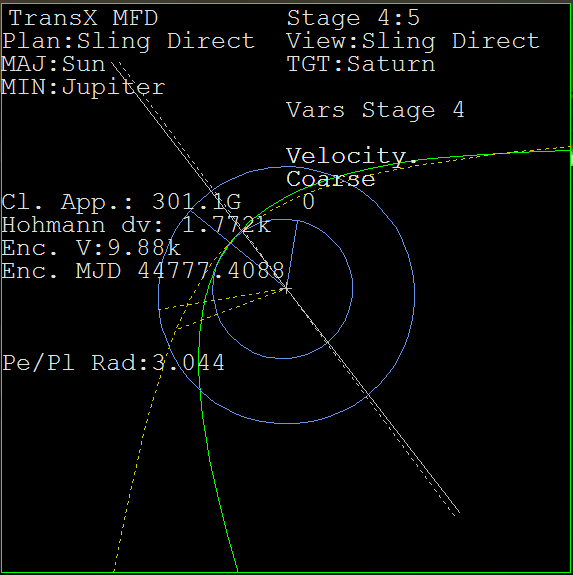 TransX MFD
Stage 4:5
Plan:Sling Direct
View:Sling Direct
MAJ:Sun
TGT:Saturn
MIN:Jupiter
Vars Stage 4
Velocity.
Coarse
Cl. App.: 301.1G
0
Hohmann dv: 1.772k
Enc. V:9.88k
Enc. MJD 44777.4088
Pe/Pl Rad:3.044